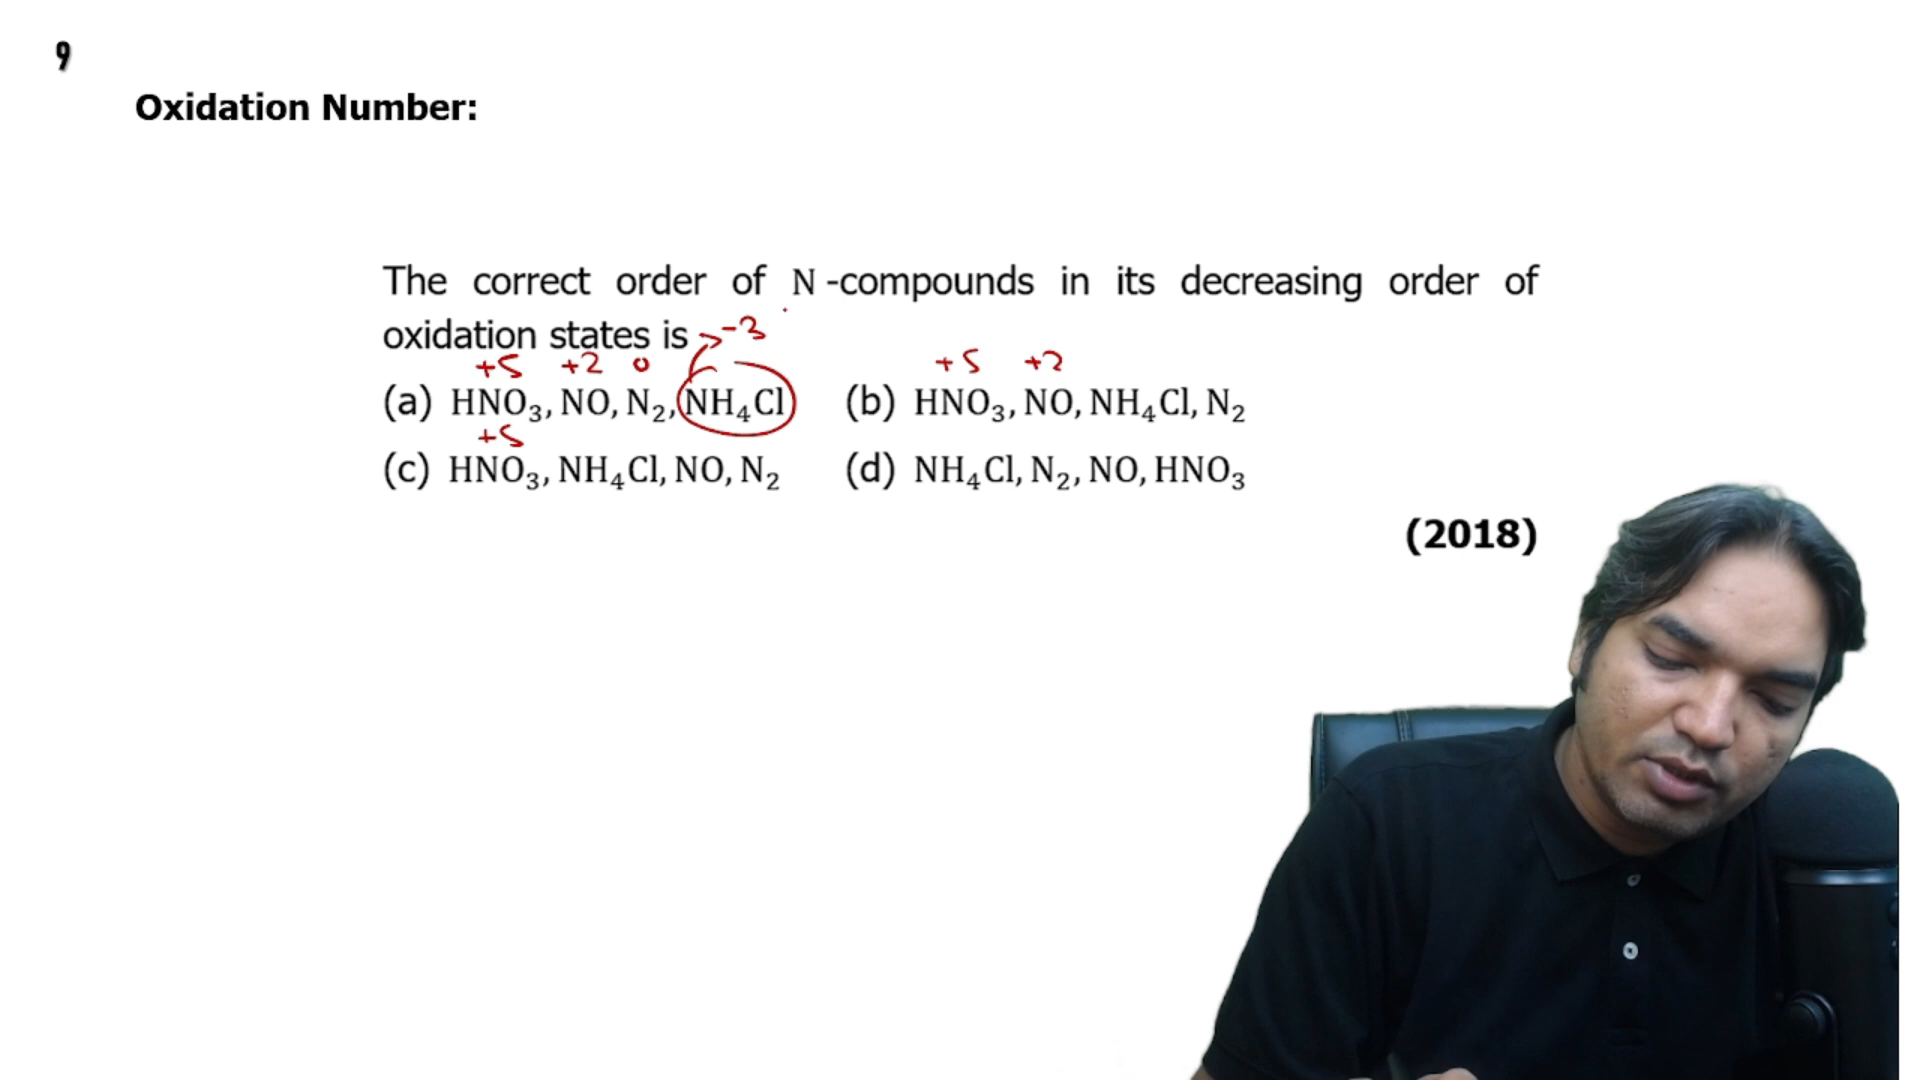 9
Oxidation Number:
The correct order of N -compounds in its decreasing order of
oxidation states is -3
+5 +2 0 +5 +2
(a) HNO₃, NO, N₂, NH₄Cl (b) HNO₃, NO, NH₄Cl, N₂
+5
(c) HNO₃, NH₄Cl, NO, N₂ (d) NH₄Cl, N₂, NO, HNO₃
(2018)